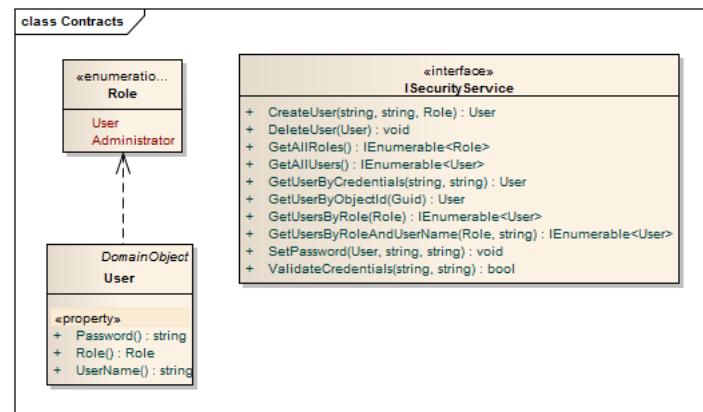 class Contracts
«enumeratio...
Role
User
Administrator
DomainObject
User
«property»
+ Password() : string
+ Role() : Role
+ UserName() : string
«interface»
ISecurityService
+ CreateUser(string, string, Role) : User
+ DeleteUser(User) : void
+ GetAllRoles() : IEnumerable<Role>
+ GetAllUsers() : IEnumerable<User>
+ GetUserByCredentials(string, string) : User
+ GetUserByObjectId(Guid) : User
+ GetUsersByRole(Role) : IEnumerable<User>
+ GetUsersByRoleAndUserName(Role, string) : IEnumerable<User>
+ SetPassword(User, string, string) : void
+ ValidateCredentials(string, string) : bool